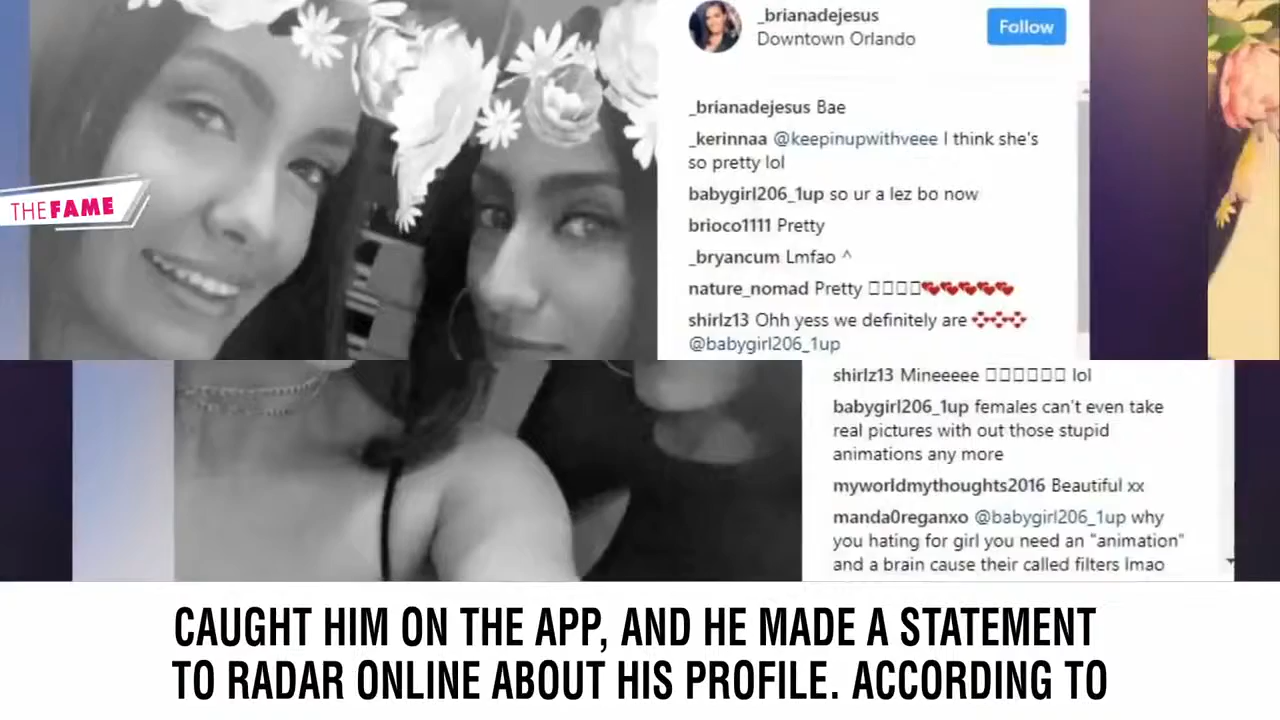 _brianadejesus
Downtown Orlando
Follow
_brianadejesus Bae
_kerinnaa @keepinupwithveee I think she's
so pretty lol
babygirl206_1up so ur a lez bo now
brioco1111 Pretty
_bryancum Lmfao ^
nature_nomad Pretty
shirlz13 Ohh yess we definitely are
@babygirl206_1up
THE FAME
shirlz13 Mineeeee lol
babygirl206_1up females can't even take
real pictures with out those stupid
animations any more
myworldmythoughts2016 Beautiful xx
manda0reganxo @babygirl206_1up why
you hating for girl you need an "animation"
and a brain cause their called filters lmao
CAUGHT HIM ON THE APP, AND HE MADE A STATEMENT
TO RADAR ONLINE ABOUT HIS PROFILE. ACCORDING TO